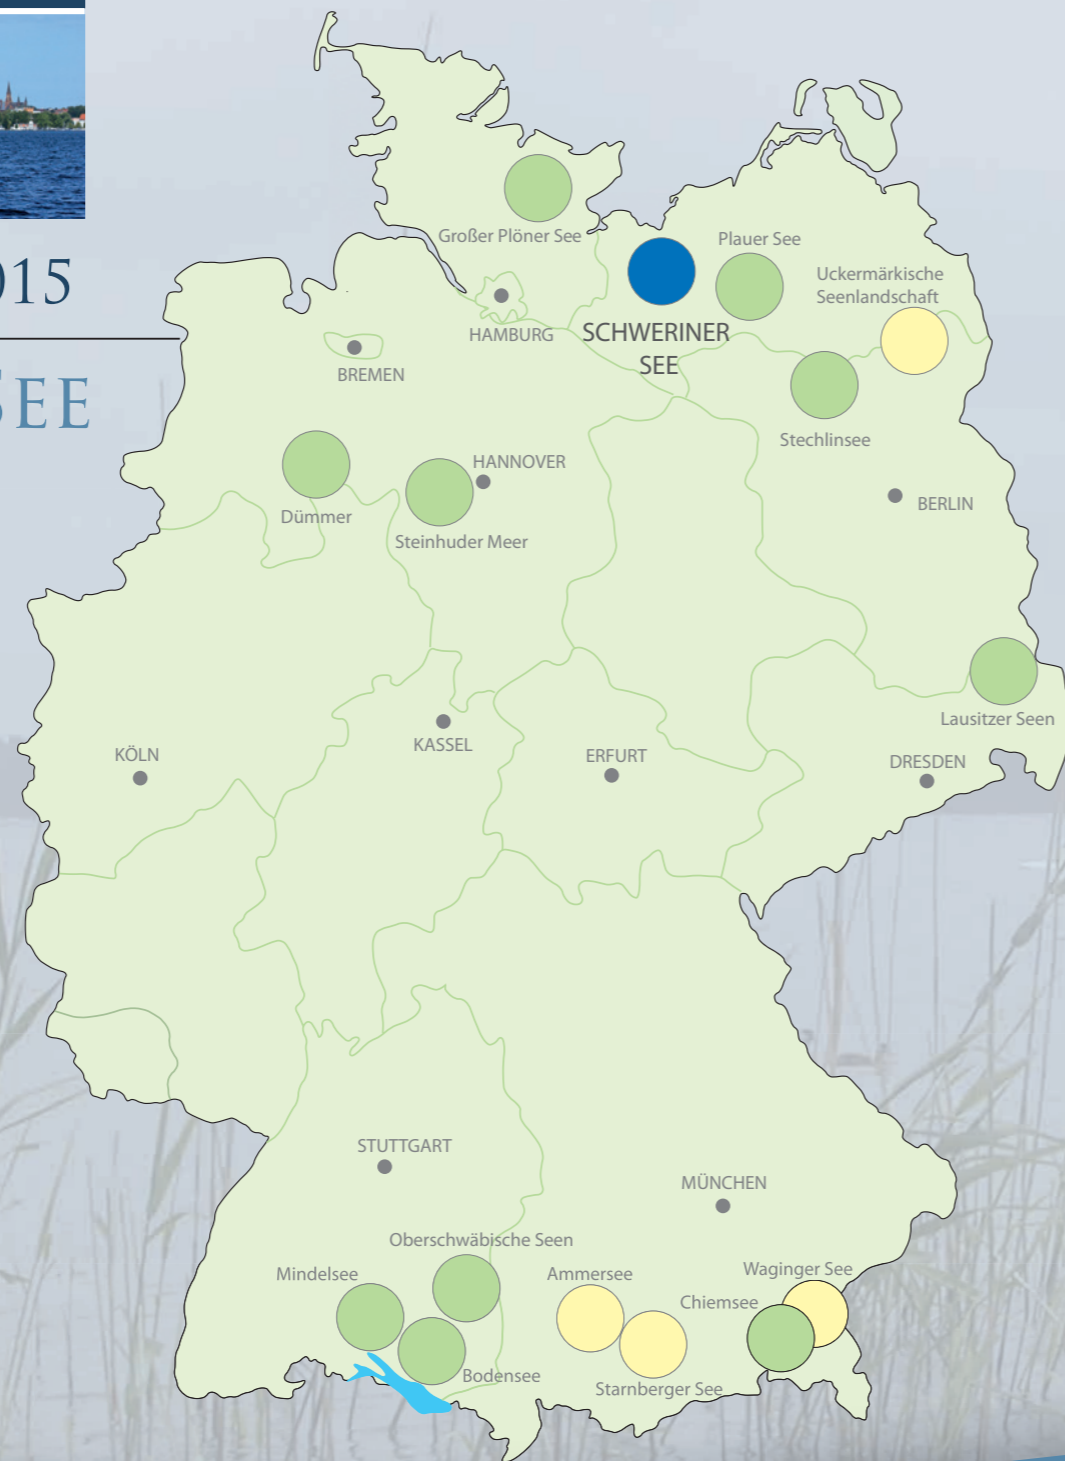 015
SEE
Großer Plöner See
Plauer See
Uckermärkische
Seenlandschaft
HAMBURG
SCHWERINER
SEE
BREMEN
Stechlinsee
HANNOVER
BERLIN
Dümmer
Steinhuder Meer
Lausitzer Seen
KÖLN
KASSEL
ERFURT
DRESDEN
STUTTGART
MÜNCHEN
Oberschwäbische Seen
Mindelsee
Ammersee
Waginger See
Chiemsee
Bodensee
Starnberger See